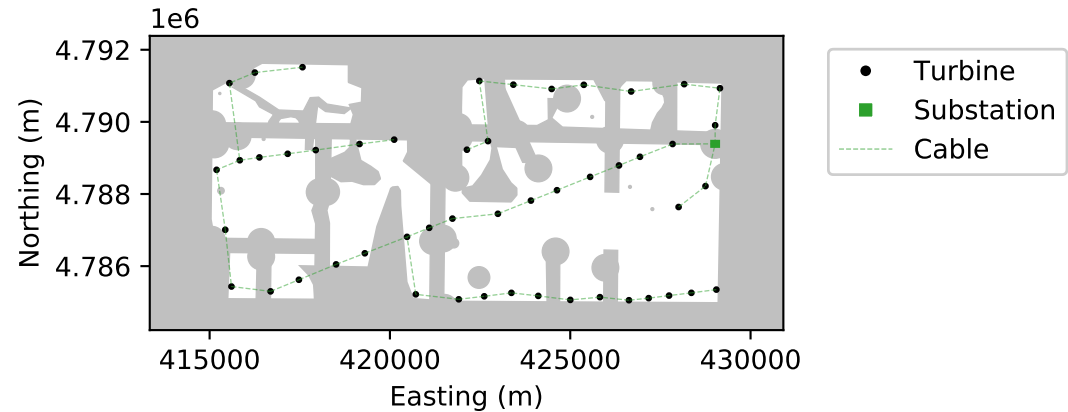 1e6
4.792
4.790
4.788
4.786
Northing (m)
415000 420000 425000 430000
Easting (m)
Turbine
Substation
Cable